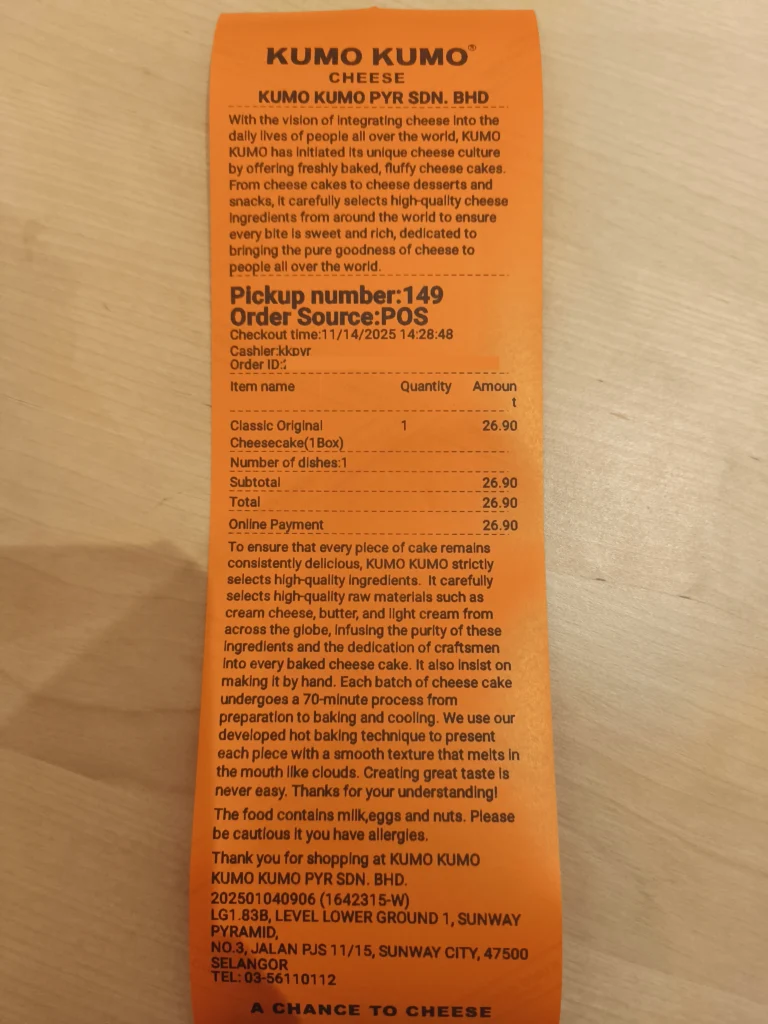 KUMO KUMO®
CHEESE
KUMO KUMO PYR SDN. BHD
With the vision of integrating cheese into the
daily lives of people all over the world, KUMO
KUMO has initiated its unique cheese culture
by offering freshly baked, fluffy cheese cakes.
From cheese cakes to cheese desserts and
snacks, it carefully selects high-quality cheese
ingredients from around the world to ensure
every bite is sweet and rich, dedicated to
bringing the pure goodness of cheese to
people all over the world.
Pickup number:149
Order Source:POS
Checkout time:11/14/2025 14:28:48
Cashier:kkpyr
Order ID:
Item name Quantity Amoun
t
Classic Original 1 26.90
Cheesecake(1Box)
Number of dishes:1
Subtotal 26.90
Total 26.90
Online Payment 26.90
To ensure that every piece of cake remains
consistently delicious, KUMO KUMO strictly
selects high-quality ingredients. It carefully
selects high-quality raw materials such as
cream cheese, butter, and light cream from
across the globe, infusing the purity of these
ingredients and the dedication of craftsmen
into every baked cheese cake. It also insist on
making it by hand. Each batch of cheese cake
undergoes a 70-minute process from
preparation to baking and cooling. We use our
developed hot baking technique to present
each piece with a smooth texture that melts in
the mouth like clouds. Creating great taste is
never easy. Thanks for your understanding!
The food contains milk,eggs and nuts. Please
be cautious it you have allergies.
Thank you for shopping at KUMO KUMO
KUMO KUMO PYR SDN. BHD.
202501040906 (1642315-W)
LG1.83B, LEVEL LOWER GROUND 1, SUNWAY
PYRAMID,
NO.3, JALAN PJS 11/15, SUNWAY CITY, 47500
SELANGOR
TEL: 03-56110112
A CHANCE TO CHEESE